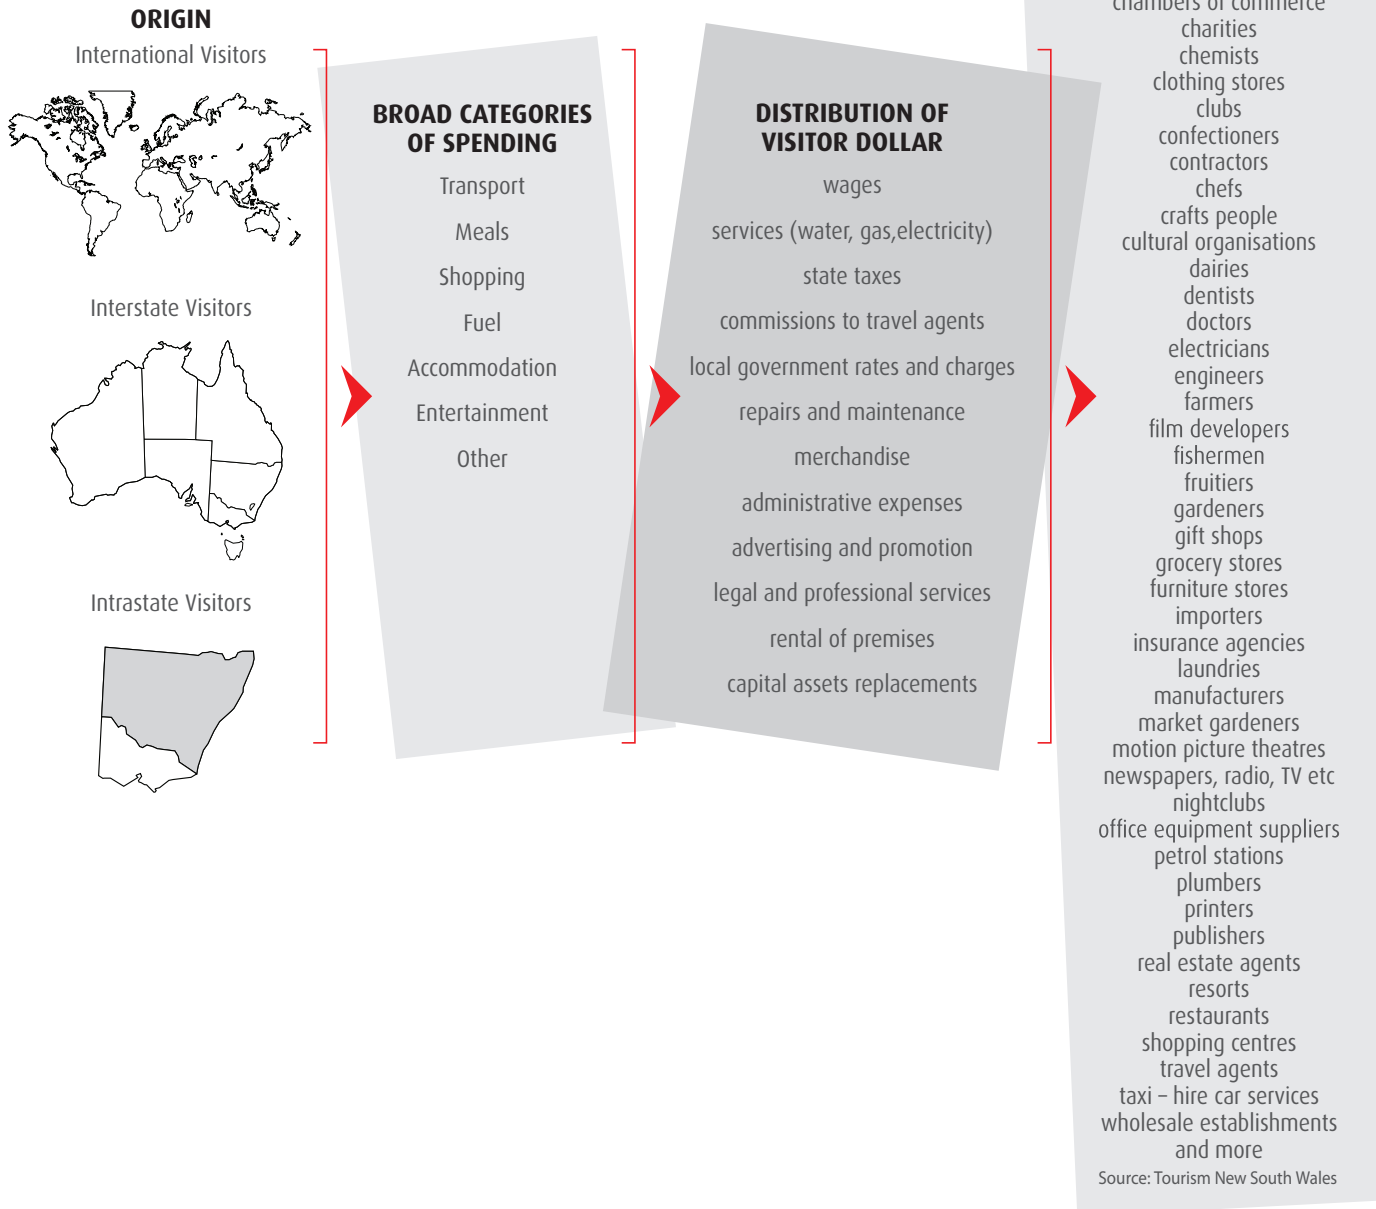 ORIGIN
International Visitors
Interstate Visitors
Intrastate Visitors
BROAD CATEGORIES
OF SPENDING
Transport
Meals
Shopping
Fuel
Accommodation
Entertainment
Other
DISTRIBUTION OF
VISITOR DOLLAR
wages
services (water, gas,electricity)
state taxes
commissions to travel agents
local government rates and charges
repairs and maintenance
merchandise
administrative expenses
advertising and promotion
legal and professional services
rental of premises
capital assets replacements
chambers of commerce
charities
chemists
clothing stores
clubs
confectioners
contractors
chefs
crafts people
cultural organisations
dairies
dentists
doctors
electricians
engineers
farmers
film developers
fishermen
fruitiers
gardeners
gift shops
grocery stores
furniture stores
importers
insurance agencies
laundries
manufacturers
market gardeners
motion picture theatres
newspapers, radio, TV etc
nightclubs
office equipment suppliers
petrol stations
plumbers
printers
publishers
real estate agents
resorts
restaurants
shopping centres
travel agents
taxi – hire car services
wholesale establishments
and more
Source: Tourism New South Wales